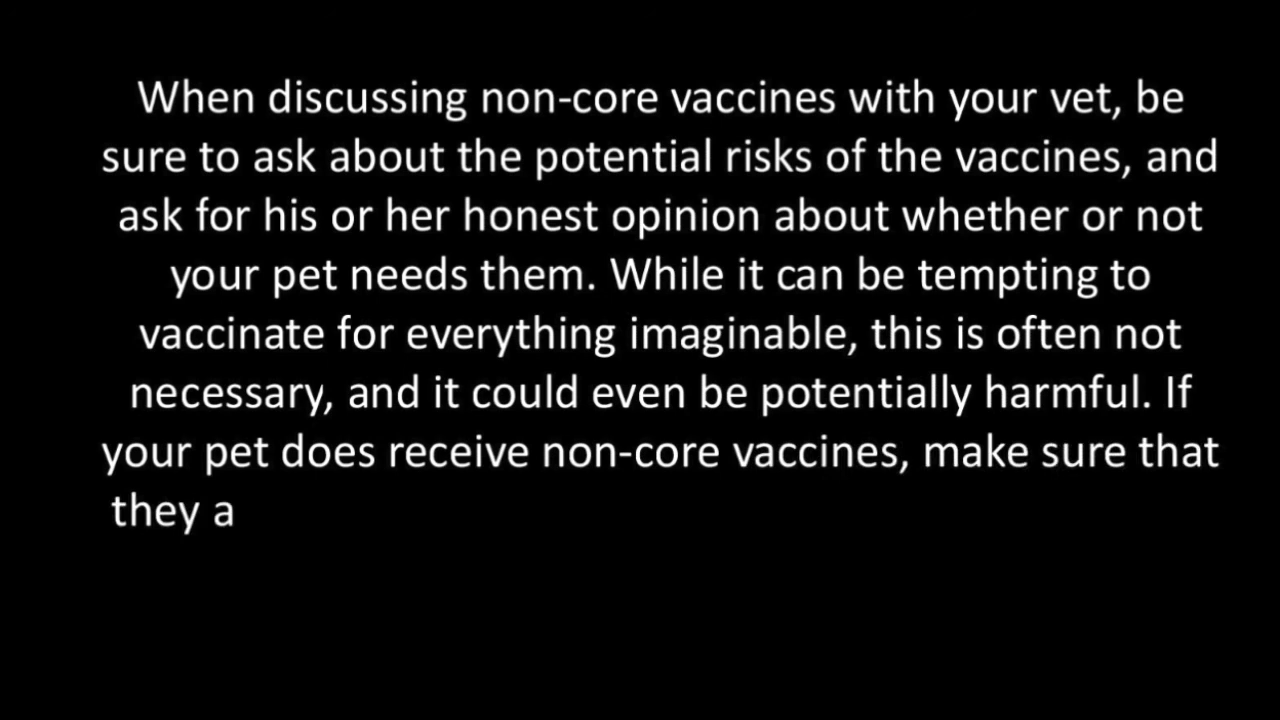 When discussing non-core vaccines with your vet, be
sure to ask about the potential risks of the vaccines, and
ask for his or her honest opinion about whether or not
your pet needs them. While it can be tempting to
vaccinate for everything imaginable, this is often not
necessary, and it could even be potentially harmful. If
your pet does receive non-core vaccines, make sure that
they a